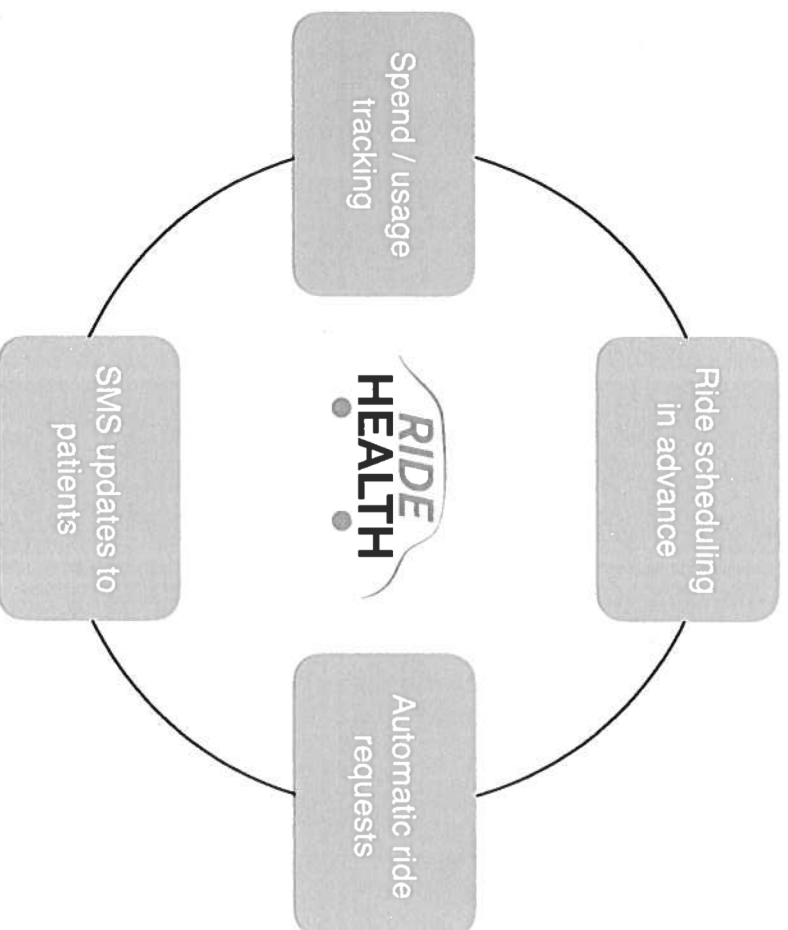 Ride scheduling
in advance
Spend / usage
tracking
RIDE
HEALTH
Automatic ride
requests
SMS updates to
patients